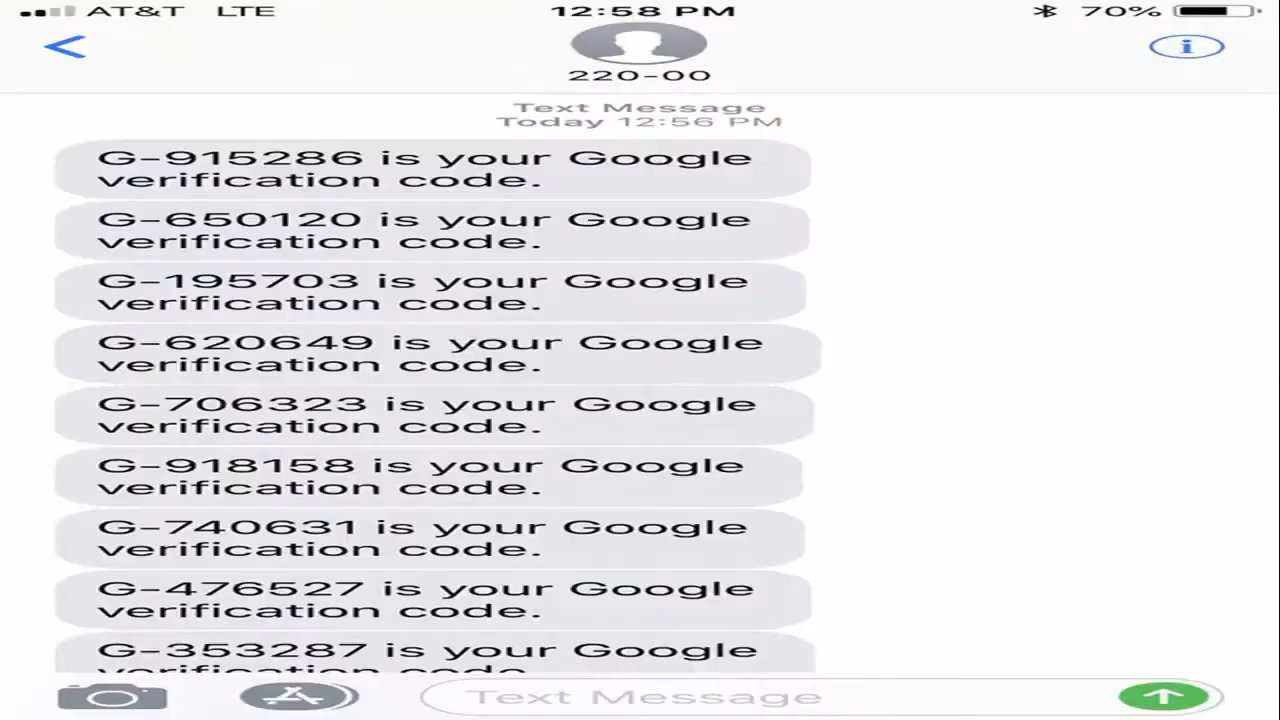 AT&T LTE 12:58 PM 70%
220-00
Text Message
Today 12:56 PM
G-915286 is your Google
verification code.
G-650120 is your Google
verification code.
G-195703 is your Google
verification code.
G-620649 is your Google
verification code.
G-706323 is your Google
verification code.
G-918158 is your Google
verification code.
G-740631 is your Google
verification code.
G-476527 is your Google
verification code.
G-353287 is your Google
verification code.
Text Message